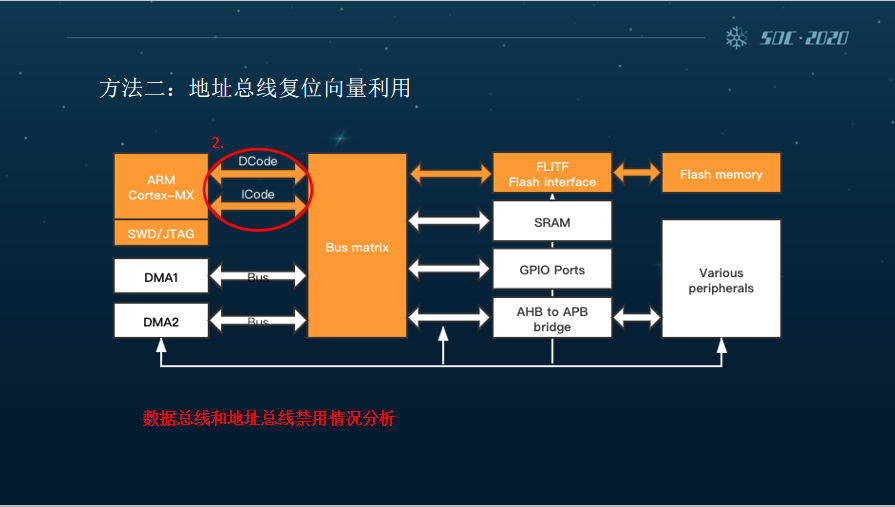 SDC·2020
方法二：地址总线复位向量利用
2.
DCode
ICode
ARM
Cortex-MX
SWD/JTAG
DMA1
Bus
DMA2
Bus
Bus matrix
FLITF
Flash interface
Flash memory
SRAM
GPIO Ports
AHB to APB
bridge
Various
peripherals
数据总线和地址总线禁用情况分析